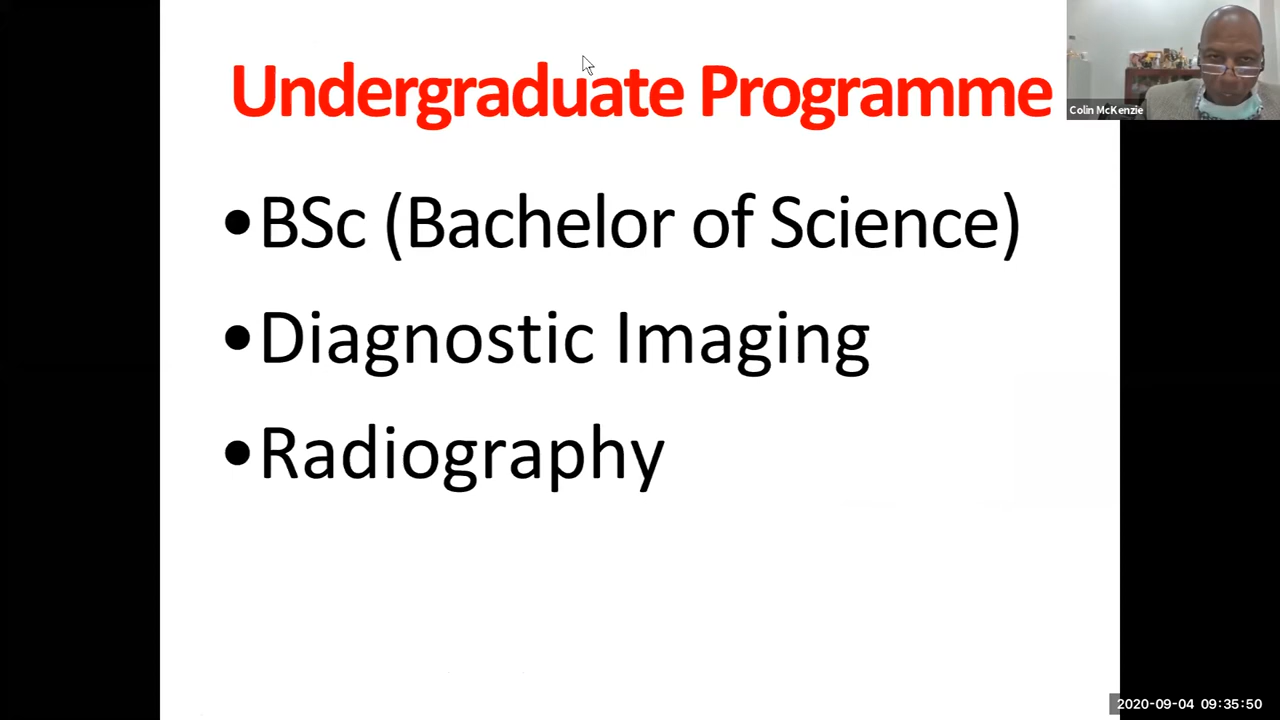 Undergraduate Programme
Colin McKenzie
•BSc (Bachelor of Science)
•Diagnostic Imaging
•Radiography
2020-09-04 09:35:50